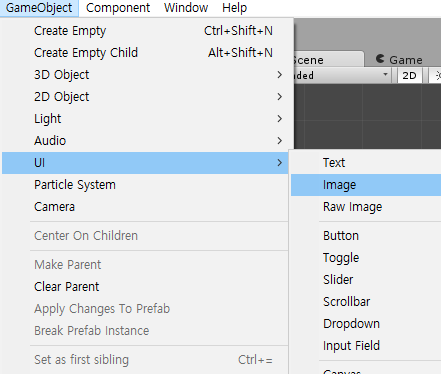 GameObject Component Window Help
Create Empty Ctrl+Shift+N
Create Empty Child Alt+Shift+N
3D Object
2D Object
Light
Audio
UI
Particle System
Camera
Center On Children
Make Parent
Clear Parent
Apply Changes To Prefab
Break Prefab Instance
Set as first sibling Ctrl+=
Scene Game
2D
Text
Image
Raw Image
Button
Toggle
Slider
Scrollbar
Dropdown
Input Field